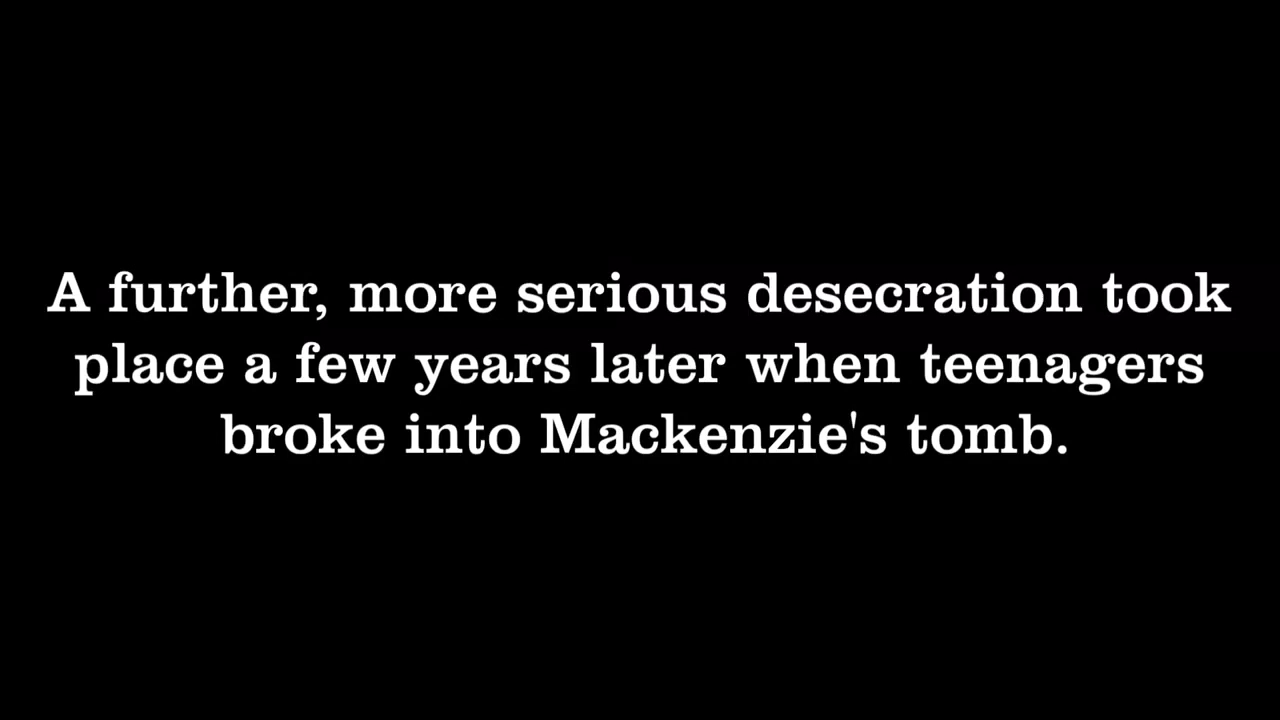 A further, more serious desecration took
place a few years later when teenagers
broke into Mackenzie's tomb.